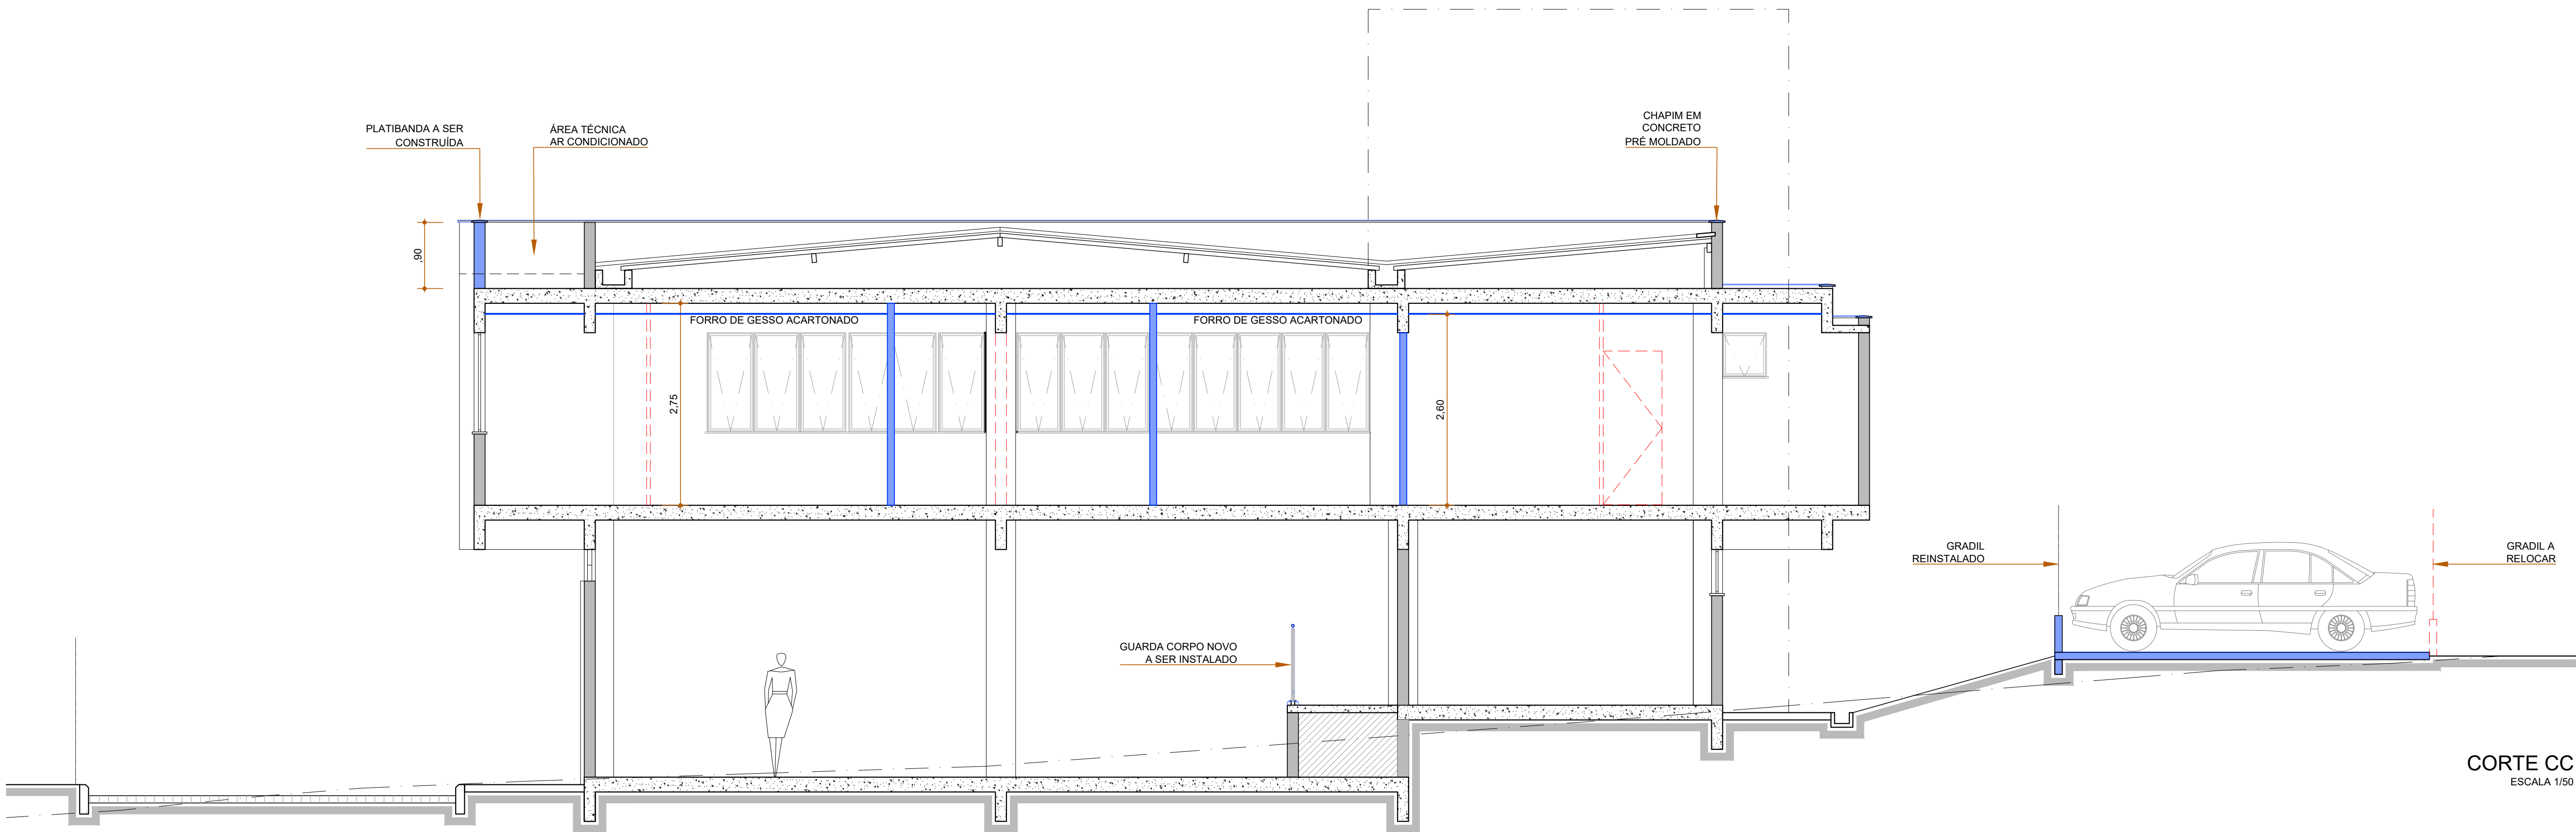 PLATIBANDA A SER
CONSTRUÍDA
ÁREA TÉCNICA
AR CONDICIONADO
CHAPIM EM
CONCRETO
PRÉ MOLDADO
,90
FORRO DE GESSO ACARTONADO
FORRO DE GESSO ACARTONADO
2,75
2,60
GRADIL
REINSTALADO
GRADIL A
RELOCAR
GUARDA CORPO NOVO
A SER INSTALADO
CORTE CC
ESCALA 1/50